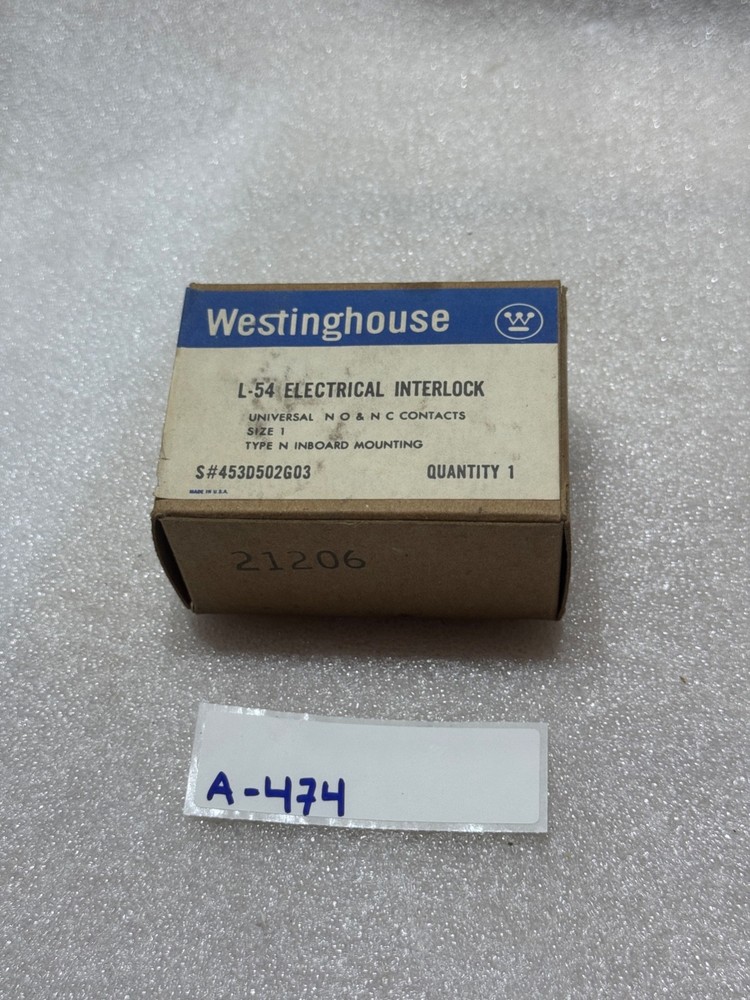 Westinghouse
L-54 ELECTRICAL INTERLOCK
UNIVERSAL N O & N C CONTACTS
SIZE 1
TYPE N INBOARD MOUNTING
S#453D502G03 QUANTITY 1
MADE IN U.S.A.
21206
A-474